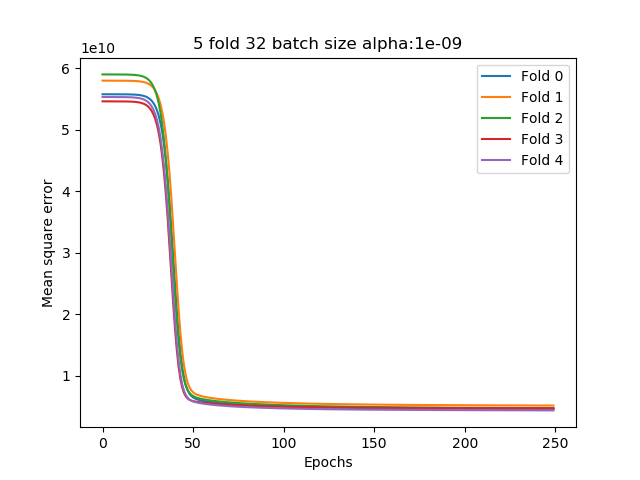 5 fold 32 batch size alpha:1e-09
1e10
6
5
4
3
2
1
Mean square error
0 50 100 150 200 250
Epochs
Fold 0
Fold 1
Fold 2
Fold 3
Fold 4